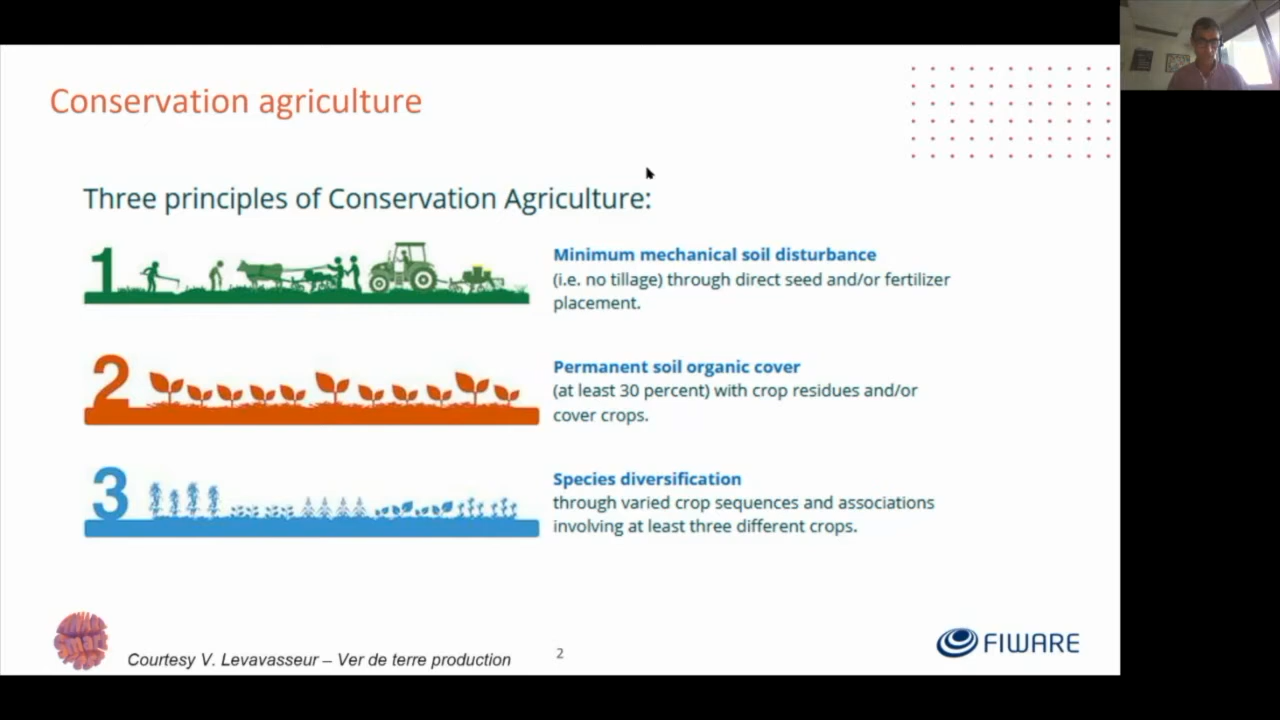 Conservation agriculture
Three principles of Conservation Agriculture:
1
Minimum mechanical soil disturbance
(i.e. no tillage) through direct seed and/or fertilizer
placement.
2
Permanent soil organic cover
(at least 30 percent) with crop residues and/or
cover crops.
3
Species diversification
through varied crop sequences and associations
involving at least three different crops.
Courtesy V. Levavasseur – Ver de terre production
2
FIWARE